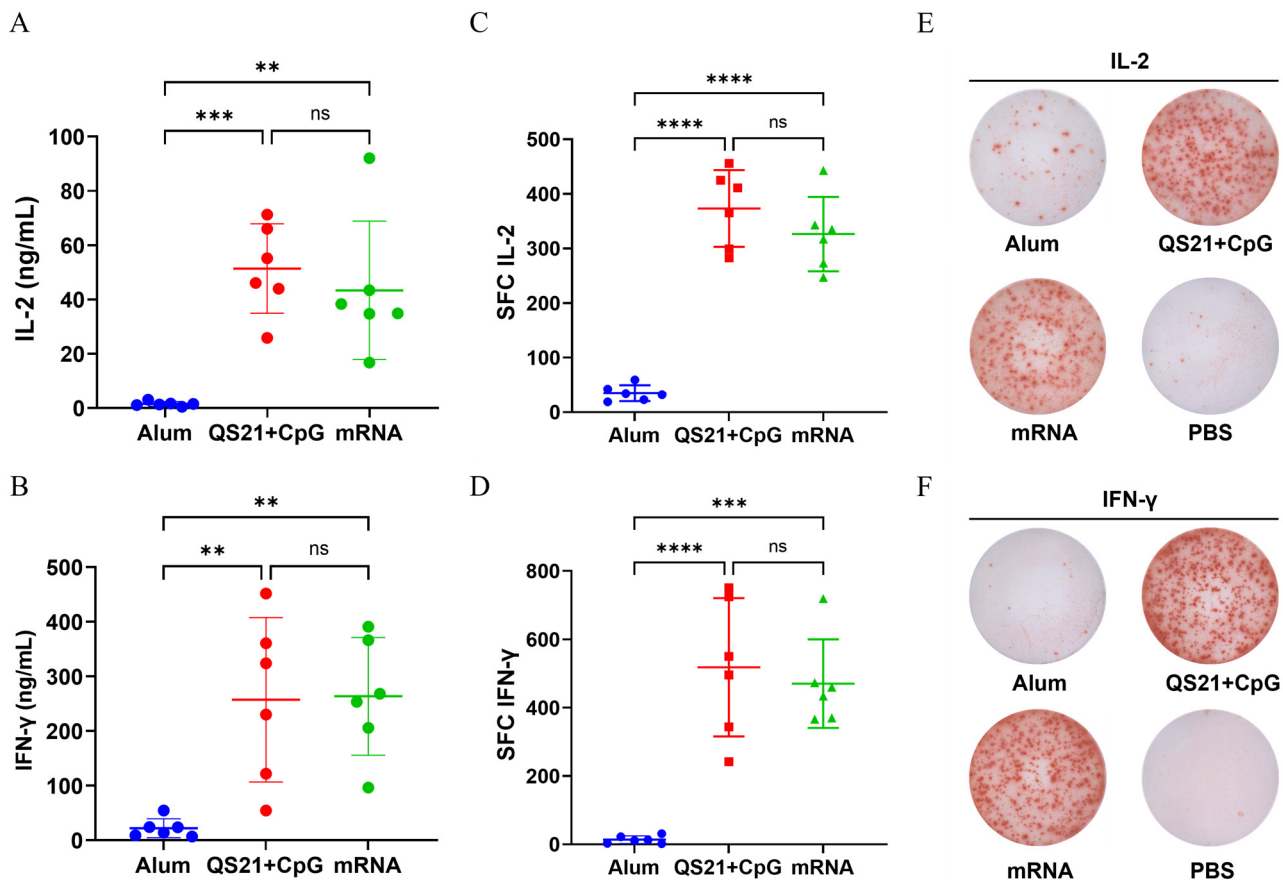 A
**
***
ns
IL-2 (ng/mL)
100
80
60
40
20
0
Alum QS21+CpG mRNA
C
****
****
ns
SFC IL-2
500
400
300
200
100
0
Alum QS21+CpG mRNA
E
IL-2
Alum QS21+CpG
mRNA PBS
B
**
**
ns
IFN-γ (ng/mL)
500
400
300
200
100
0
Alum QS21+CpG mRNA
D
***
****
ns
SFC IFN-γ
800
600
400
200
0
Alum QS21+CpG mRNA
F
IFN-γ
Alum QS21+CpG
mRNA PBS